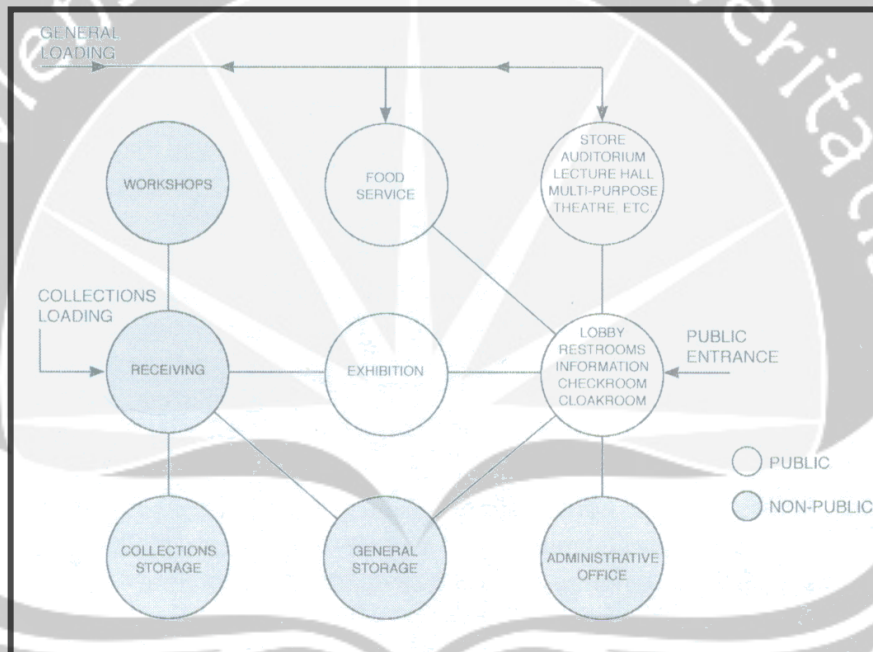 GENERAL
LOADING
WORKSHOPS
FOOD
SERVICE
STORE
AUDITORIUM
LECTURE HALL
MULTI-PURPOSE
THEATRE. ETC.
COLLECTIONS
LOADING
RECEIVING
EXHIBITION
LOBBY
RESTROOMS
INFORMATION
CHECKROOM
CLOAKROOM
PUBLIC
ENTRANCE
PUBLIC
NON-PUBLIC
COLLECTIONS
STORAGE
GENERAL
STORAGE
ADMINISTRATIVE
OFFICE